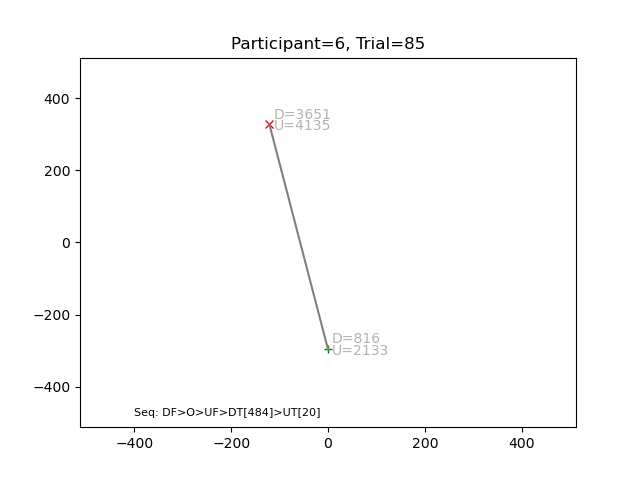 Participant=6, Trial=85
400
200
0
−200
−400
D=3651
U=4135
D=816
U=2133
Seq: DF>O>UF>DT[484]>UT[20]
−400
−200
0
200
400